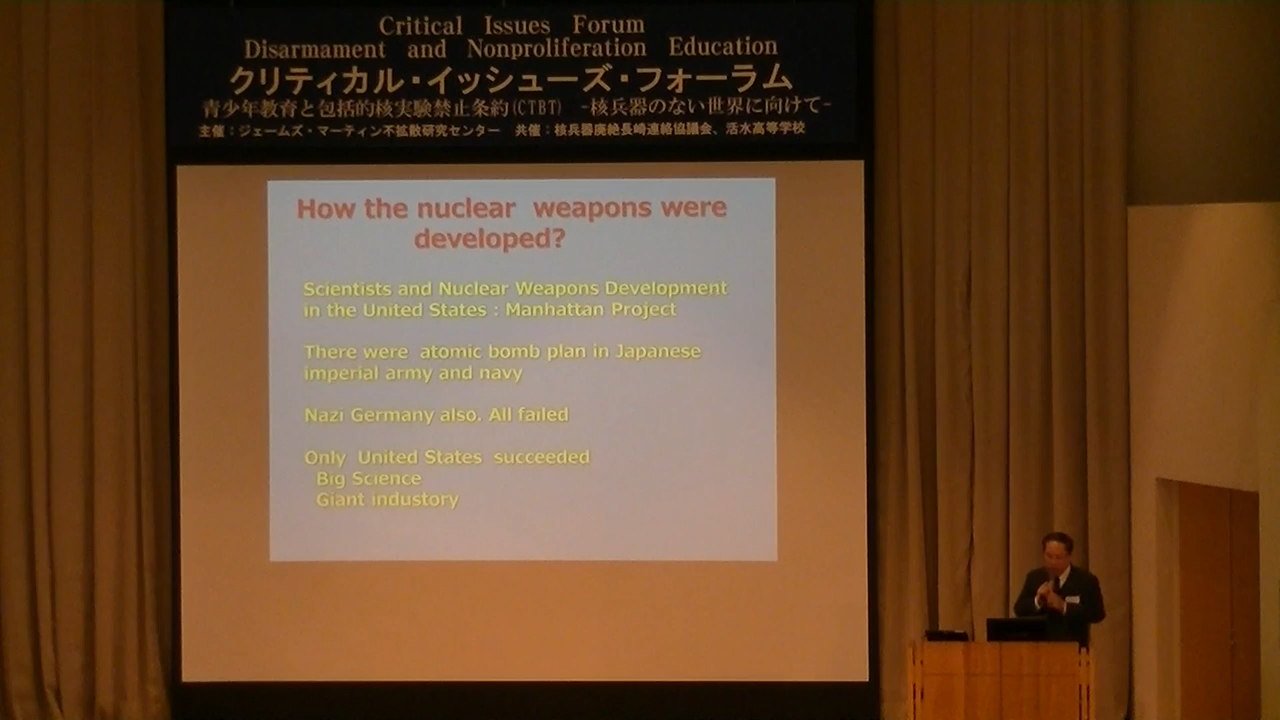 Critical Issues Forum
Disarmament and Nonproliferation Education
クリティカル・イッシューズ・フォーラム
青少年教育と包括的核実験禁止条約(CTBT) -核兵器のない世界に向けて-
主催：ジェームズ・マーティン不拡散研究センター 共催：核兵器廃絶長崎連絡協議会、活水高等学校
How the nuclear weapons were
developed?
Scientists and Nuclear Weapons Development
in the United States : Manhattan Project
There were atomic bomb plan in Japanese
imperial army and navy
Nazi Germany also. All failed
Only United States succeeded
Big Science
Giant industory